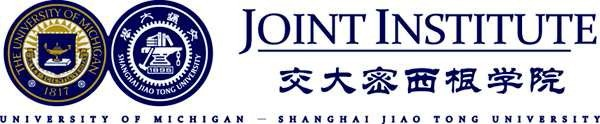 THE UNIVERSITY OF MICHIGAN
1817
SHANGHAI JIAO TONG UNIVERSITY
1896
JOINT INSTITUTE
交大密西根学院
UNIVERSITY OF MICHIGAN — SHANGHAI JIAO TONG UNIVERSITY